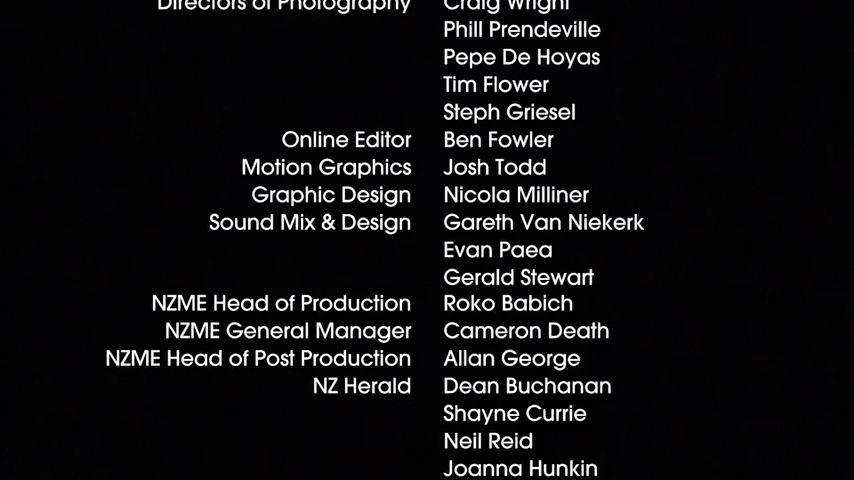 Directors of Photography Craig Wright
Phill Prendeville
Pepe De Hoyas
Tim Flower
Steph Griesel
Online Editor Ben Fowler
Motion Graphics Josh Todd
Graphic Design Nicola Milliner
Sound Mix & Design Gareth Van Niekerk
Evan Paea
Gerald Stewart
NZME Head of Production Roko Babich
NZME General Manager Cameron Death
NZME Head of Post Production Allan George
NZ Herald Dean Buchanan
Shayne Currie
Neil Reid
Joanna Hunkin